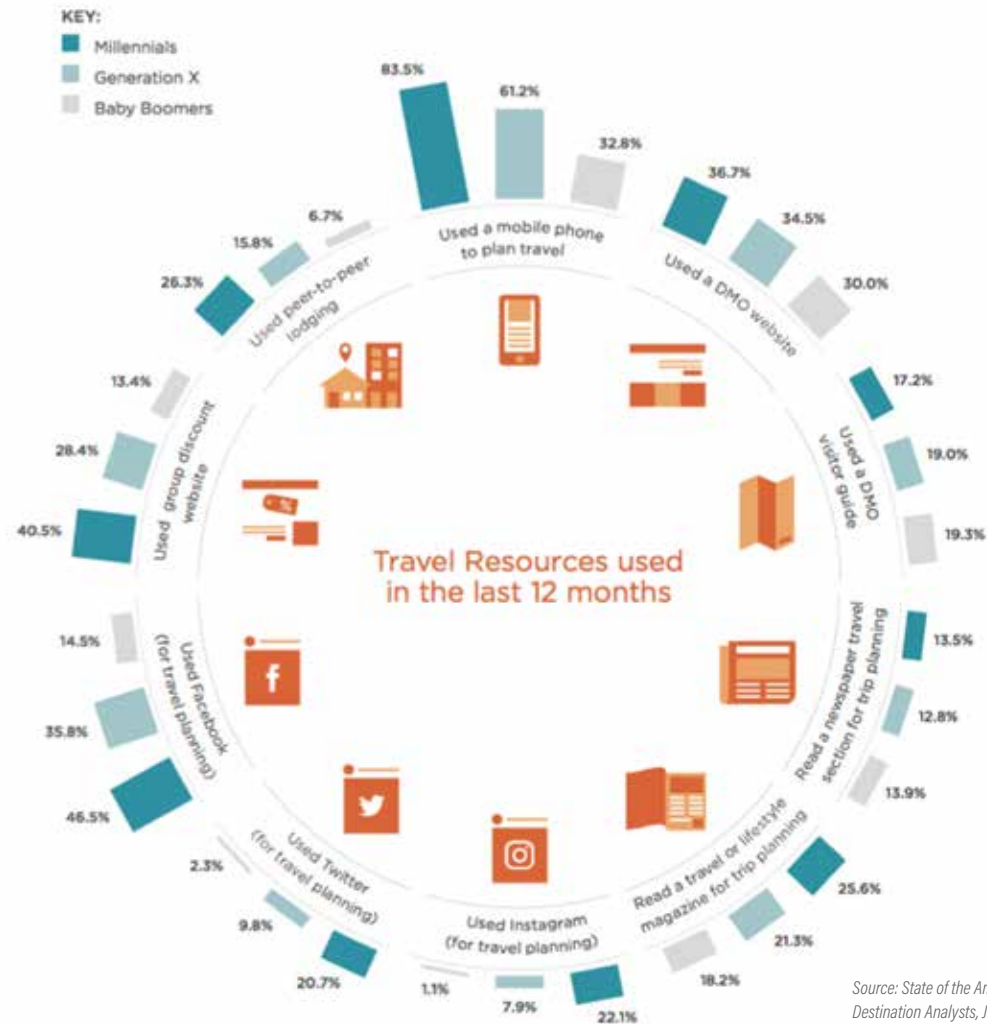 KEY:
Millennials
Generation X
Baby Boomers
83.5%
61.2%
32.8%
Used a mobile phone
to plan travel
36.7%
34.5%
30.0%
Used a DMO website
17.2%
19.0%
19.3%
Used a DMO
visitor guide
13.5%
12.8%
13.9%
Read a newspaper travel
section for trip planning
25.6%
21.3%
18.2%
Read a travel or lifestyle
magazine for trip planning
22.1%
7.9%
1.1%
Used Instagram
(for travel planning)
20.7%
9.8%
2.3%
Used Twitter
(for travel planning)
46.5%
35.8%
14.5%
Used Facebook
(for travel planning)
40.5%
28.4%
13.4%
Used group discount
website
26.3%
15.8%
6.7%
Used peer-to-peer
lodging
%
f
Travel Resources used
in the last 12 months
Source: State of the
Destination Analysts,